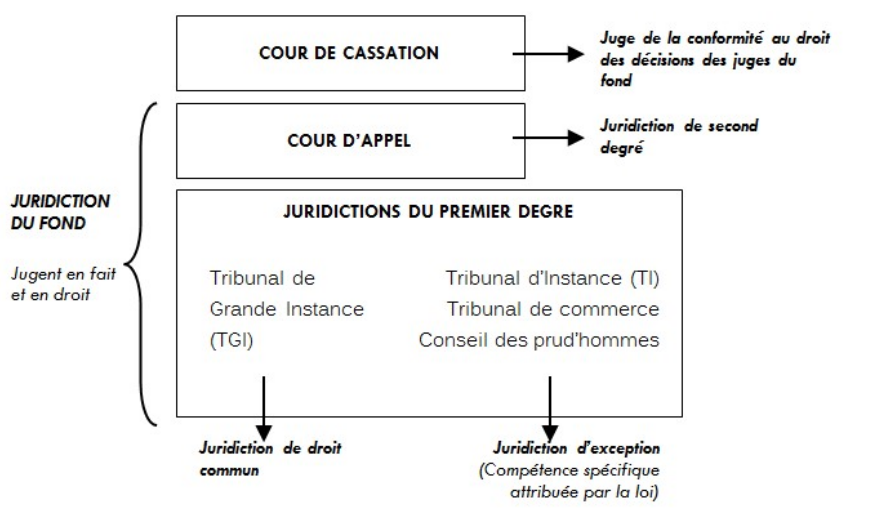 COUR DE CASSATION
Juge de la conformité au droit
des décisions des juges du
fond
COUR D'APPEL
Juridiction de second
degré
JURIDICTION
DU FOND
Jugent en fait
et en droit
JURIDICTIONS DU PREMIER DEGRE
Tribunal de
Grande Instance
(TGI)
Tribunal d'Instance (TI)
Tribunal de commerce
Conseil des prud'hommes
Juridiction de droit
commun
Juridiction d'exception
(Compétence spécifique
attribuée par la loi)